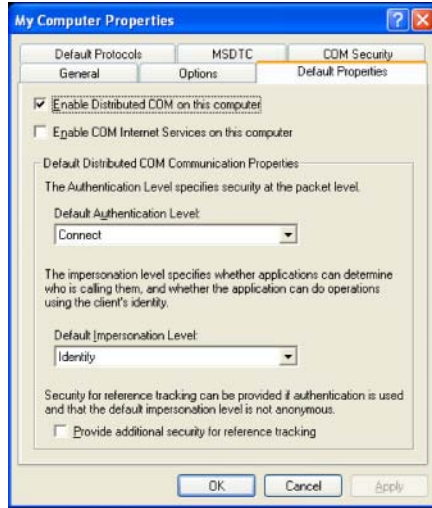 My Computer Properties
Default Protocols MSDTC COM Security
General Options Default Properties
Enable Distributed COM on this computer
Enable COM Internet Services on this computer
Default Distributed COM Communication Properties
The Authentication Level specifies security at the packet level.
Default Authentication Level:
Connect
The impersonation level specifies whether applications can determine
who is calling them, and whether the application can do operations
using the client's identity.
Default Impersonation Level:
Identify
Security for reference tracking can be provided if authentication is used
and that the default impersonation level is not anonymous.
Provide additional security for reference tracking
OK Cancel Apply